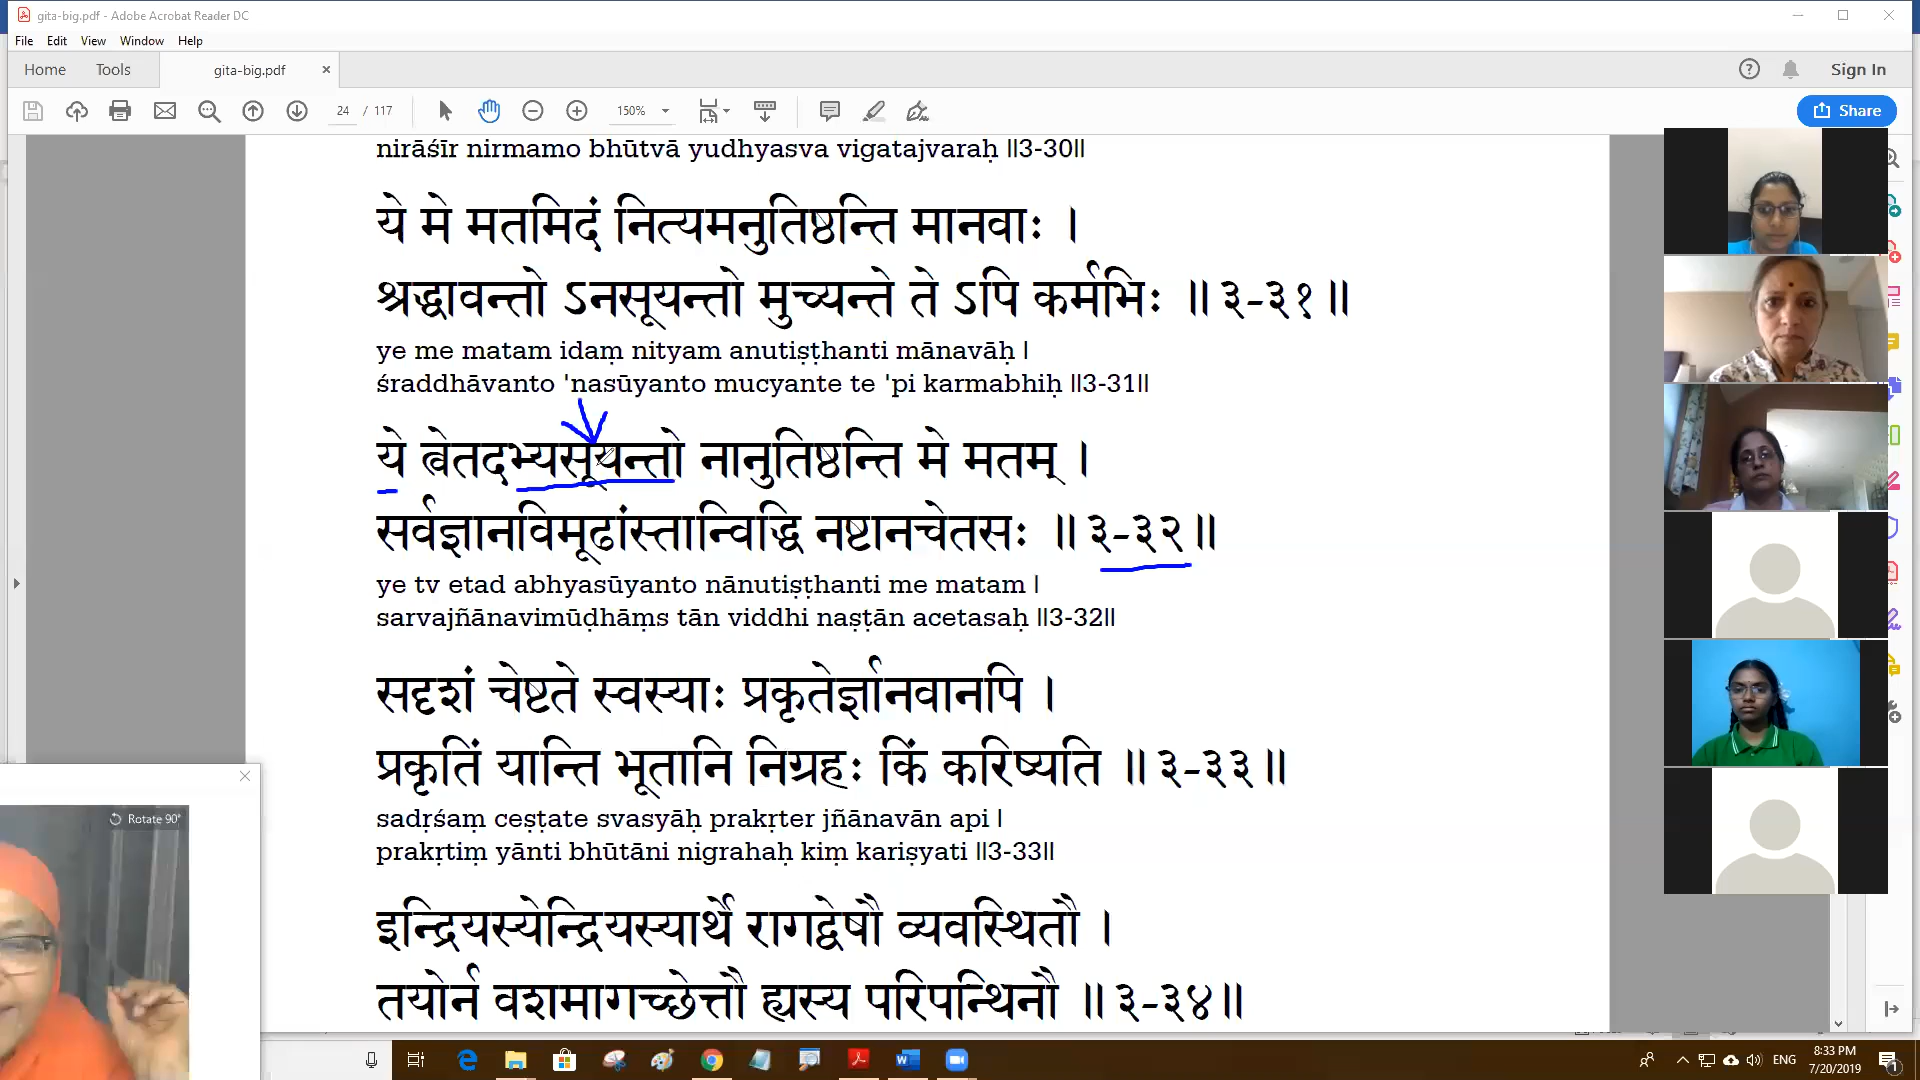 gita-big.pdf - Adobe Acrobat Reader DC
File Edit View Window Help
Home Tools gita-big.pdf Sign In
24 / 117 150% Share
nirāśīr nirmamo bhūtvā yudhyasva vigatajvaraḥ ||3-30||
ये मे मतमिदं नित्यमनुतिष्ठन्ति मानवाः ।
श्रद्धावन्तो ऽनसूयन्तो मुच्यन्ते ते ऽपि कर्मभिः ॥३-३१॥
ye me matam idaṃ nityam anutiṣṭhanti mānavāḥ |
śraddhāvanto 'nasūyanto mucyante te 'pi karmabhiḥ ||3-31||
ये त्वेतदभ्यसूयन्तो नानुतिष्ठन्ति मे मतम् ।
सर्वज्ञानविमूढांस्तान्विद्धि नष्टानचेतसः ॥३-३२॥
ye tv etad abhyasūyanto nānutiṣṭhanti me matam |
sarvajñānavimūḍhāṃs tān viddhi naṣṭān acetasaḥ ||3-32||
सदृशं चेष्टते स्वस्याः प्रकृतेर्ज्ञानवानपि ।
प्रकृतिं यान्ति भूतानि निग्रहः किं करिष्यति ॥३-३३॥
sadṛśaṃ ceṣṭate svasyāḥ prakṛter jñānavān api |
prakṛtiṃ yānti bhūtāni nigrahaḥ kiṃ kariṣyati ||3-33||
इन्द्रियस्येन्द्रियस्यार्थे रागद्वेषौ व्यवस्थितौ ।
तयोर्न वशमागच्छेत्तौ ह्यस्य परिपन्थिनौ ॥३-३४॥
Rotate 90°
ENG
8:33 PM
7/20/2019
1